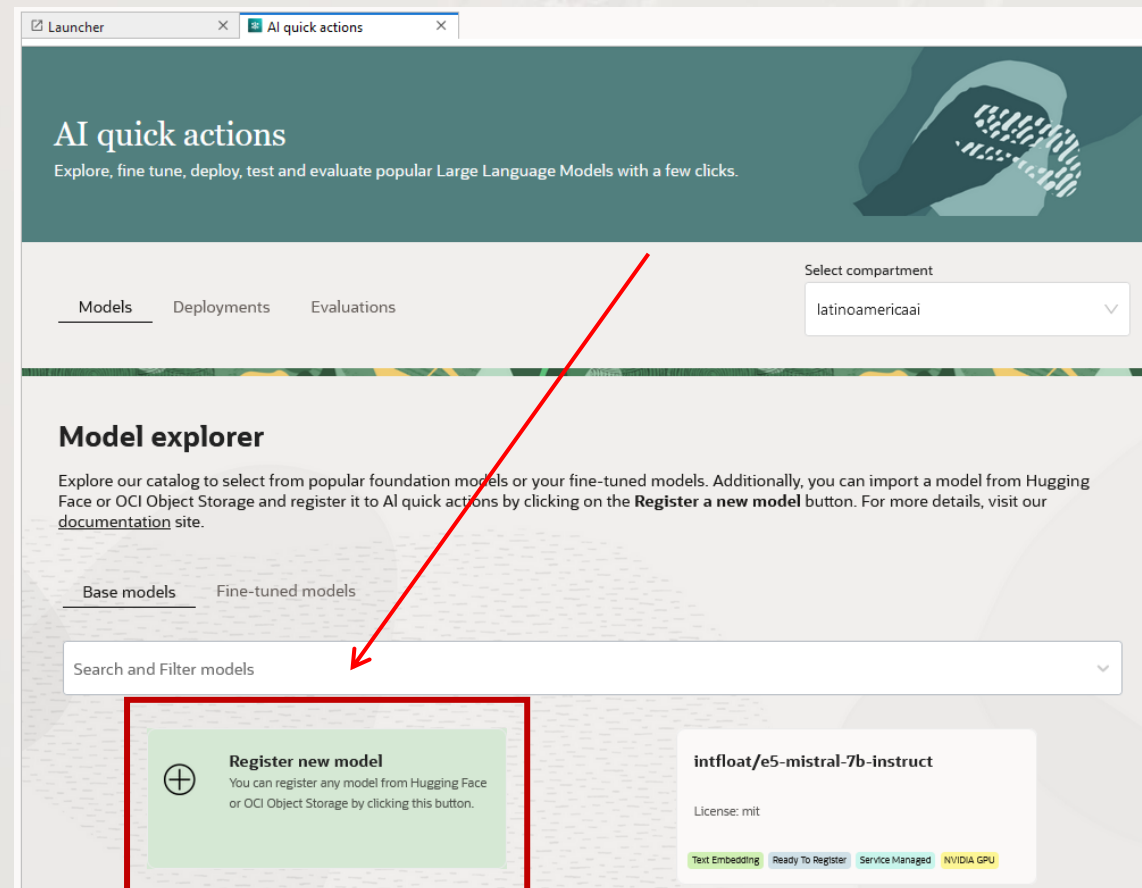 Launcher
AI quick actions
AI quick actions
Explore, fine tune, deploy, test and evaluate popular Large Language Models with a few clicks.
Select compartment
Models Deployments Evaluations
latinoamericaai
Model explorer
Explore our catalog to select from popular foundation models or your fine-tuned models. Additionally, you can import a model from Hugging
Face or OCI Object Storage and register it to AI quick actions by clicking on the Register a new model button. For more details, visit our
documentation site.
Base models Fine-tuned models
Search and Filter models
Register new model
You can register any model from Hugging Face
or OCI Object Storage by clicking this button.
intfloat/e5-mistral-7b-instruct
License: mit
Text Embedding Ready To Register Service Managed NVIDIA GPU